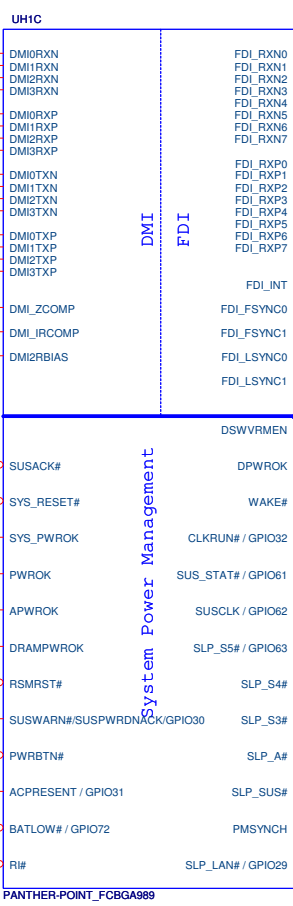 UH1C
DMI0RXN
DMI1RXN
DMI2RXN
DMI3RXN
DMI0RXP
DMI1RXP
DMI2RXP
DMI3RXP
DMI0TXN
DMI1TXN
DMI2TXN
DMI3TXN
DMI0TXP
DMI1TXP
DMI2TXP
DMI3TXP
DMI_ZCOMP
DMI_IRCOMP
DMI2RBIAS
DMI
FDI
FDI_RXN0
FDI_RXN1
FDI_RXN2
FDI_RXN3
FDI_RXN4
FDI_RXN5
FDI_RXN6
FDI_RXN7
FDI_RXP0
FDI_RXP1
FDI_RXP2
FDI_RXP3
FDI_RXP4
FDI_RXP5
FDI_RXP6
FDI_RXP7
FDI_INT
FDI_FSYNC0
FDI_FSYNC1
FDI_LSYNC0
FDI_LSYNC1
SUSACK#
SYS_RESET#
SYS_PWROK
PWROK
APWROK
DRAMPWROK
RSMRST#
SUSWARN#/SUSPWRDNACK/GPIO30
PWRBTN#
ACPRESENT / GPIO31
BATLOW# / GPIO72
RI#
System Power Management
DSWVRMEN
DPWROK
WAKE#
CLKRUN# / GPIO32
SUS_STAT# / GPIO61
SUSCLK / GPIO62
SLP_S5# / GPIO63
SLP_S4#
SLP_S3#
SLP_A#
SLP_SUS#
PMSYNCH
SLP_LAN# / GPIO29
PANTHER-POINT_FCBGA989